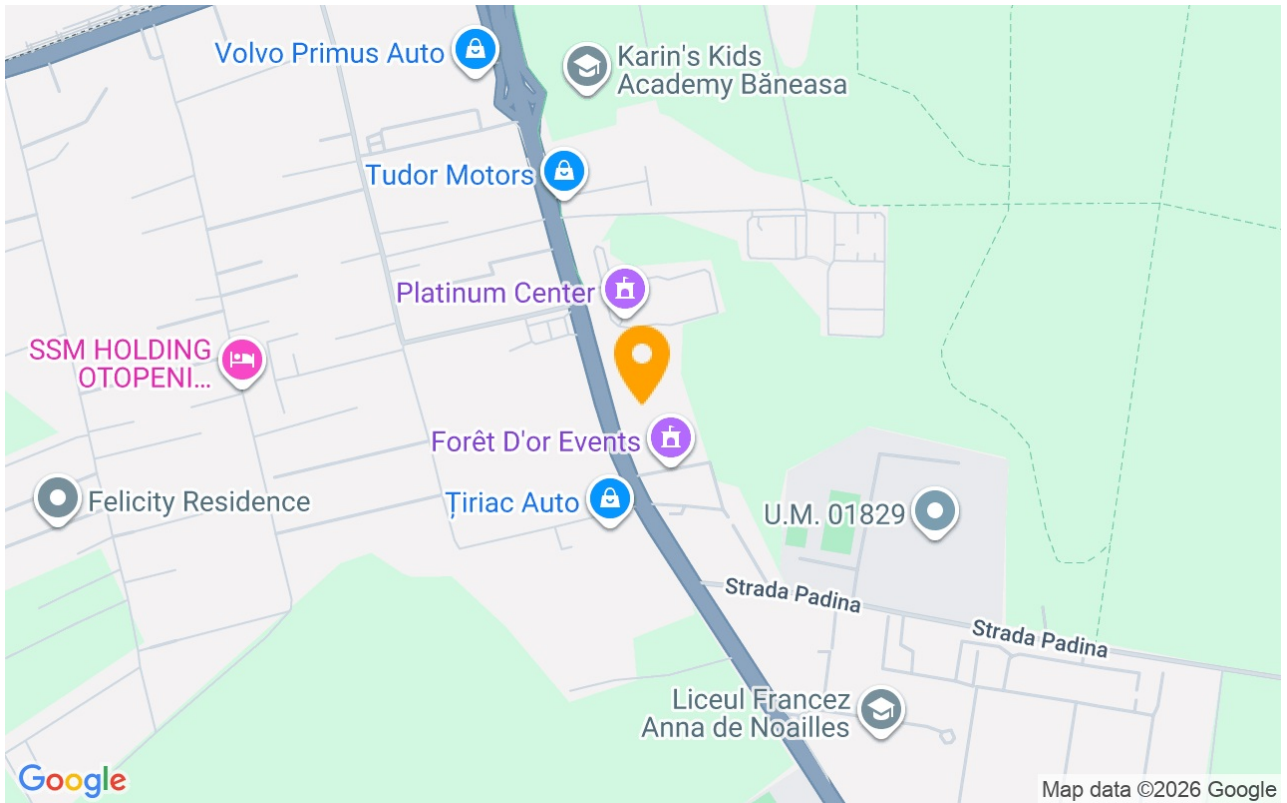 Volvo Primus Auto
Karin's Kids
Academy Băneasa
Tudor Motors
Platinum Center
SSM HOLDING
OTOPENI...
Forêt D'or Events
Felicity Residence
Țiriac Auto
U.M. 01829
Strada Padina
Strada Padina
Liceul Francez
Anna de Noailles
Google
Map data ©2026 Google